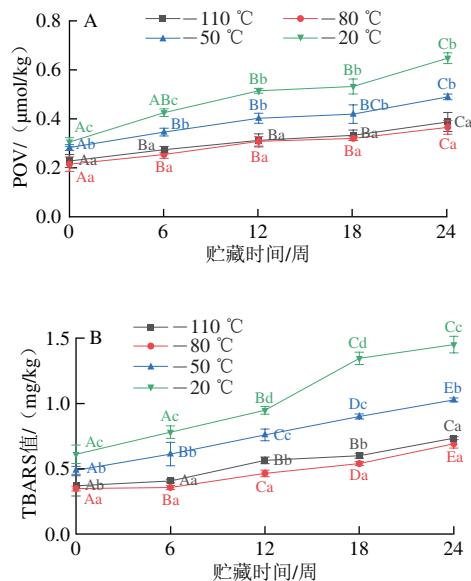 A
−110 ℃ −80 ℃
−50 ℃ −20 ℃
POV/（μmol/kg）
0.8
0.6
0.4
0.2
0.0
Ac ABc Bb Bb Cb
Ab Bb Bb BCb Cb
Aa Ba Ba Ba Ca
Aa Ba Ba Ba Ca
0 6 12 18 24
贮藏时间/周
B
−110 ℃
−80 ℃
−50 ℃
−20 ℃
TBARS值/（mg/kg）
1.5
1.0
0.5
0.0
Ac Ac Bd Cd Cc
Ab Bb Cc Dc Eb
Ab Aa Bb Bb Ca
Aa Ba Ca Da Ea
0 6 12 18 24
贮藏时间/周